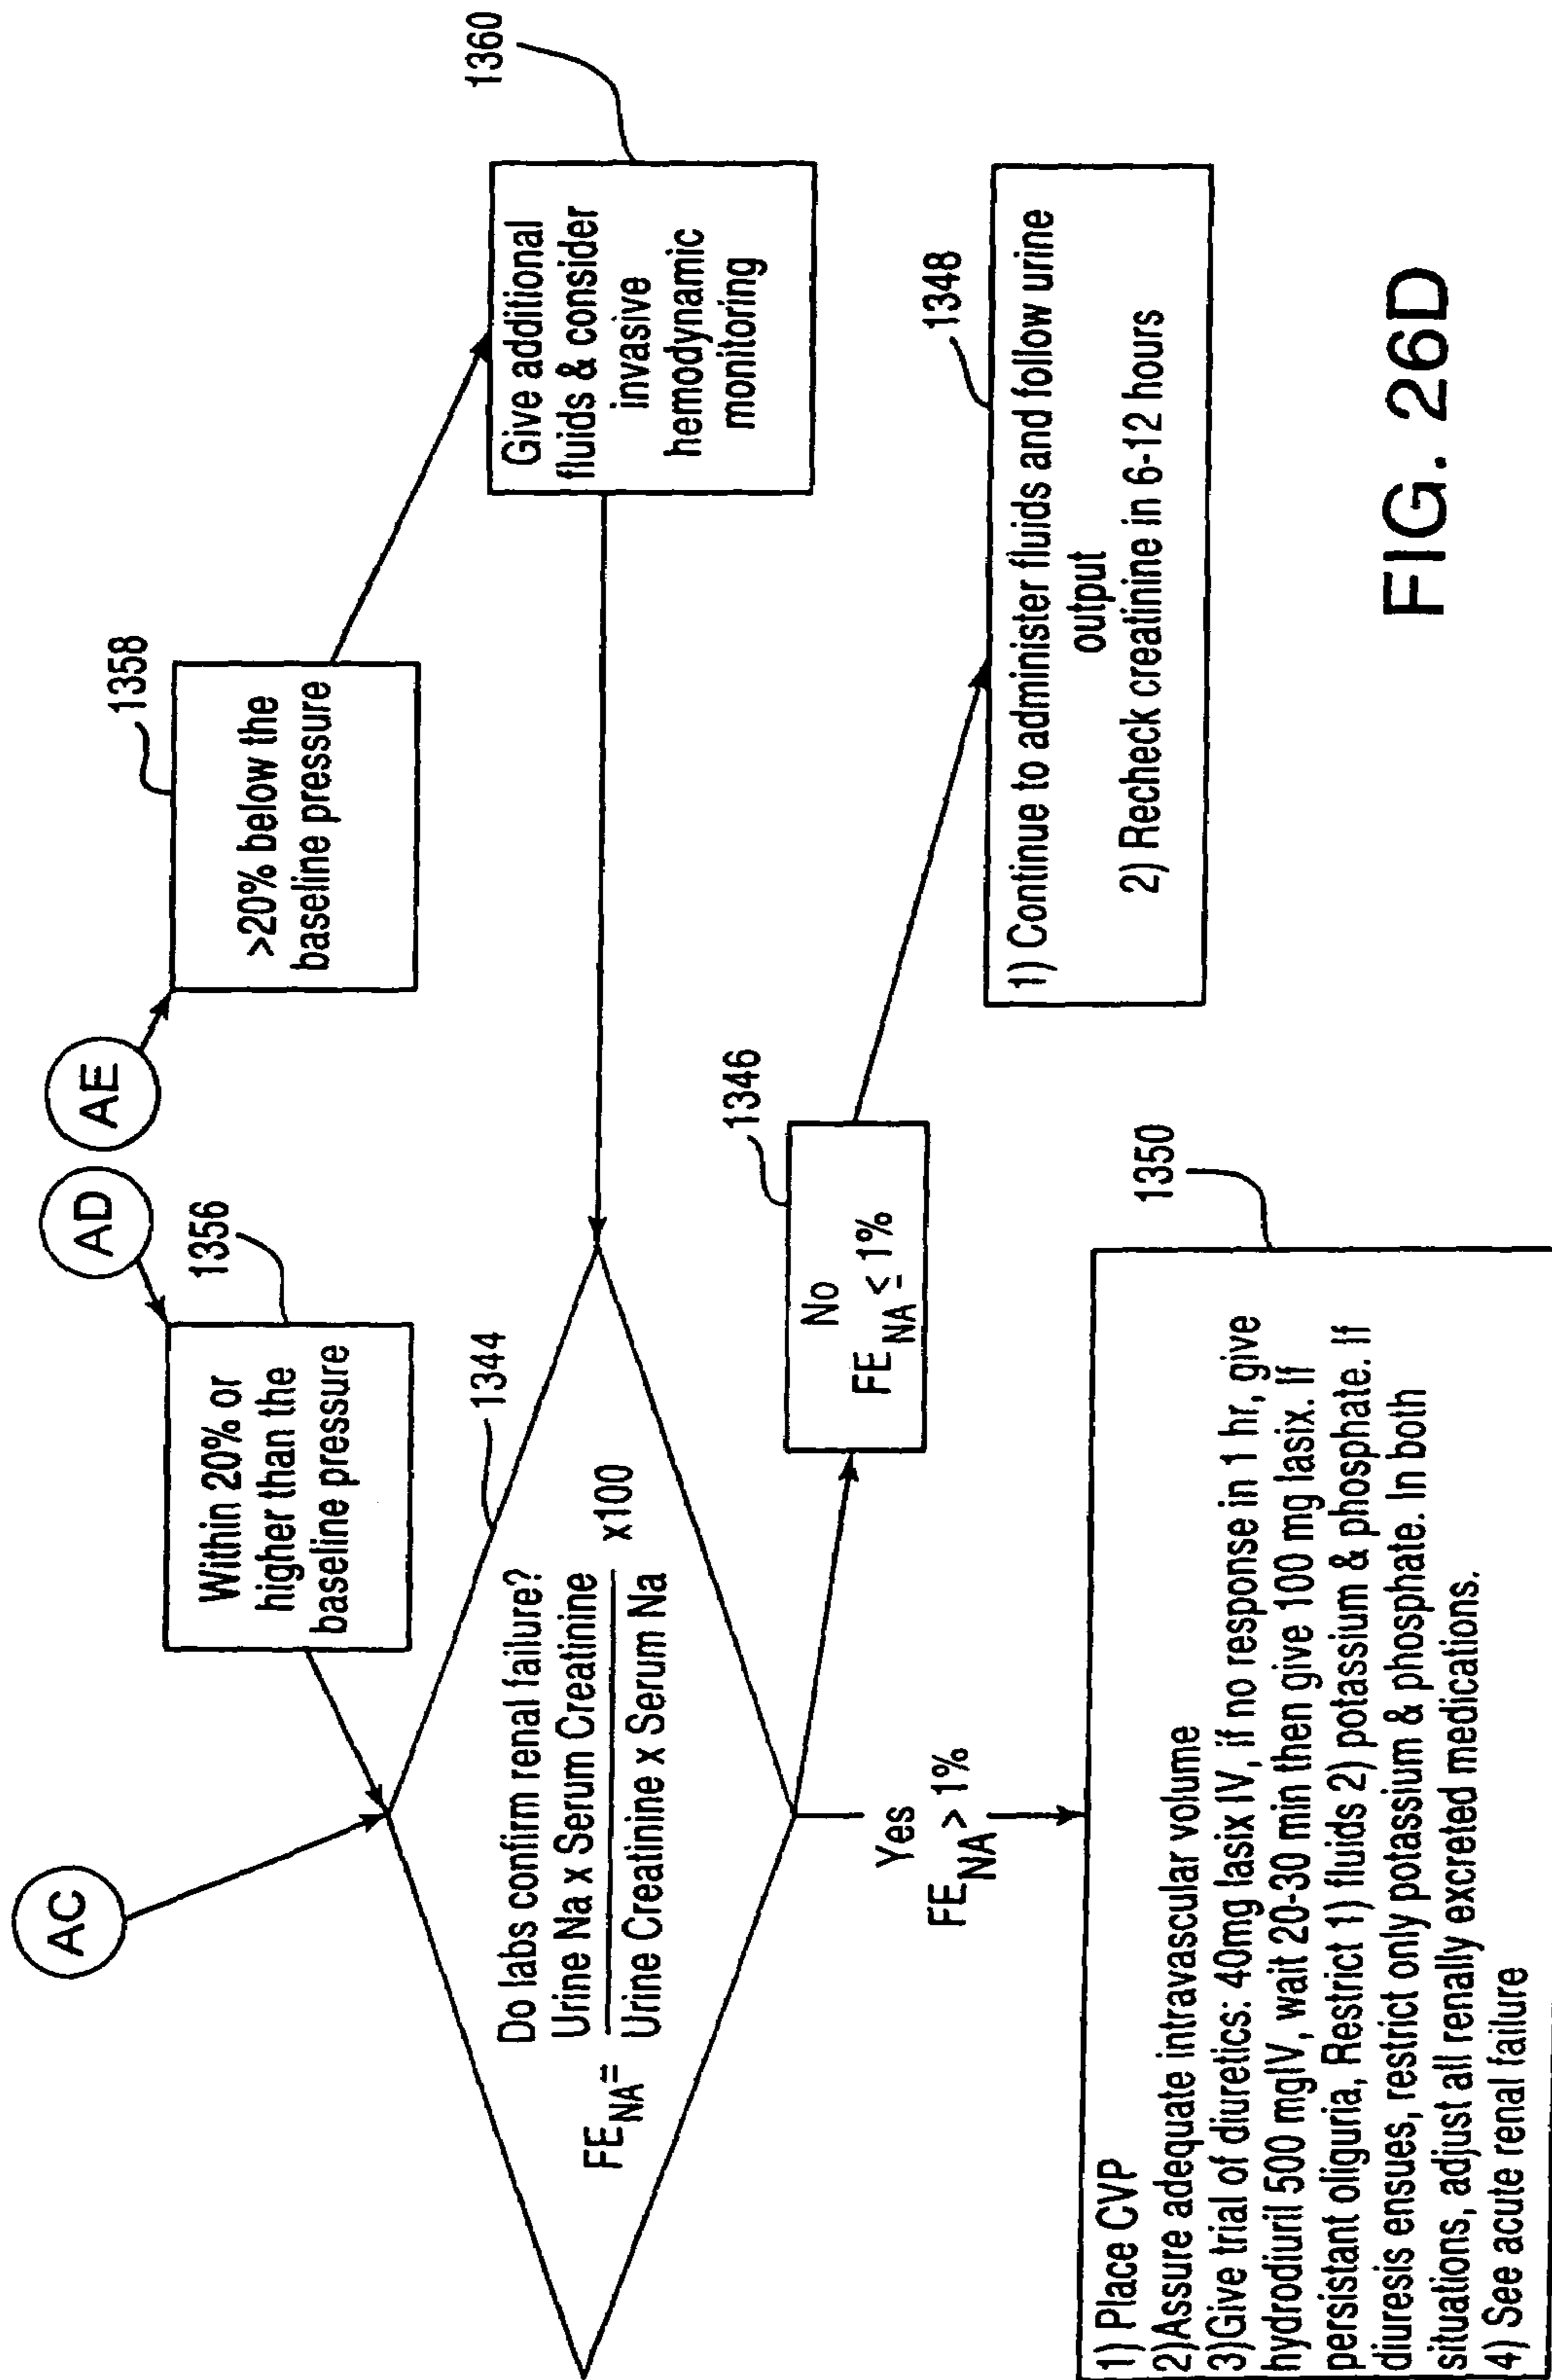 AC
AD
AE
1356
Within 20% or
higher than the
baseline pressure
1358
>20% below the
baseline pressure
1360
Give additional
fluids & consider
invasive
hemodynamic
monitoring
1344
Do labs confirm renal failure?
Urine Na x Serum Creatinine
FE NA = x100
Urine Creatinine x Serum Na
1346
No
FE NA ≤ 1%
1348
1) Continue to administer fluids and follow urine
output
2) Recheck creatinine in 6-12 hours
Yes
FE NA > 1%
1350
1) Place CVP
2)Assure adequate intravascular volume
3)Give trial of diuretics: 40mg lasix IV, if no response in 1 hr, give
hydrodiuril 500 mgIV, wait 20-30 min then give 100 mg lasix. If
persistant oliguria, Restrict 1) fluids 2) potassium & phosphate. If
diuresis ensues, restrict only potassium & phosphate. In both
situations, adjust all renally excreted medications.
4) See acute renal failure
FIG. 26D